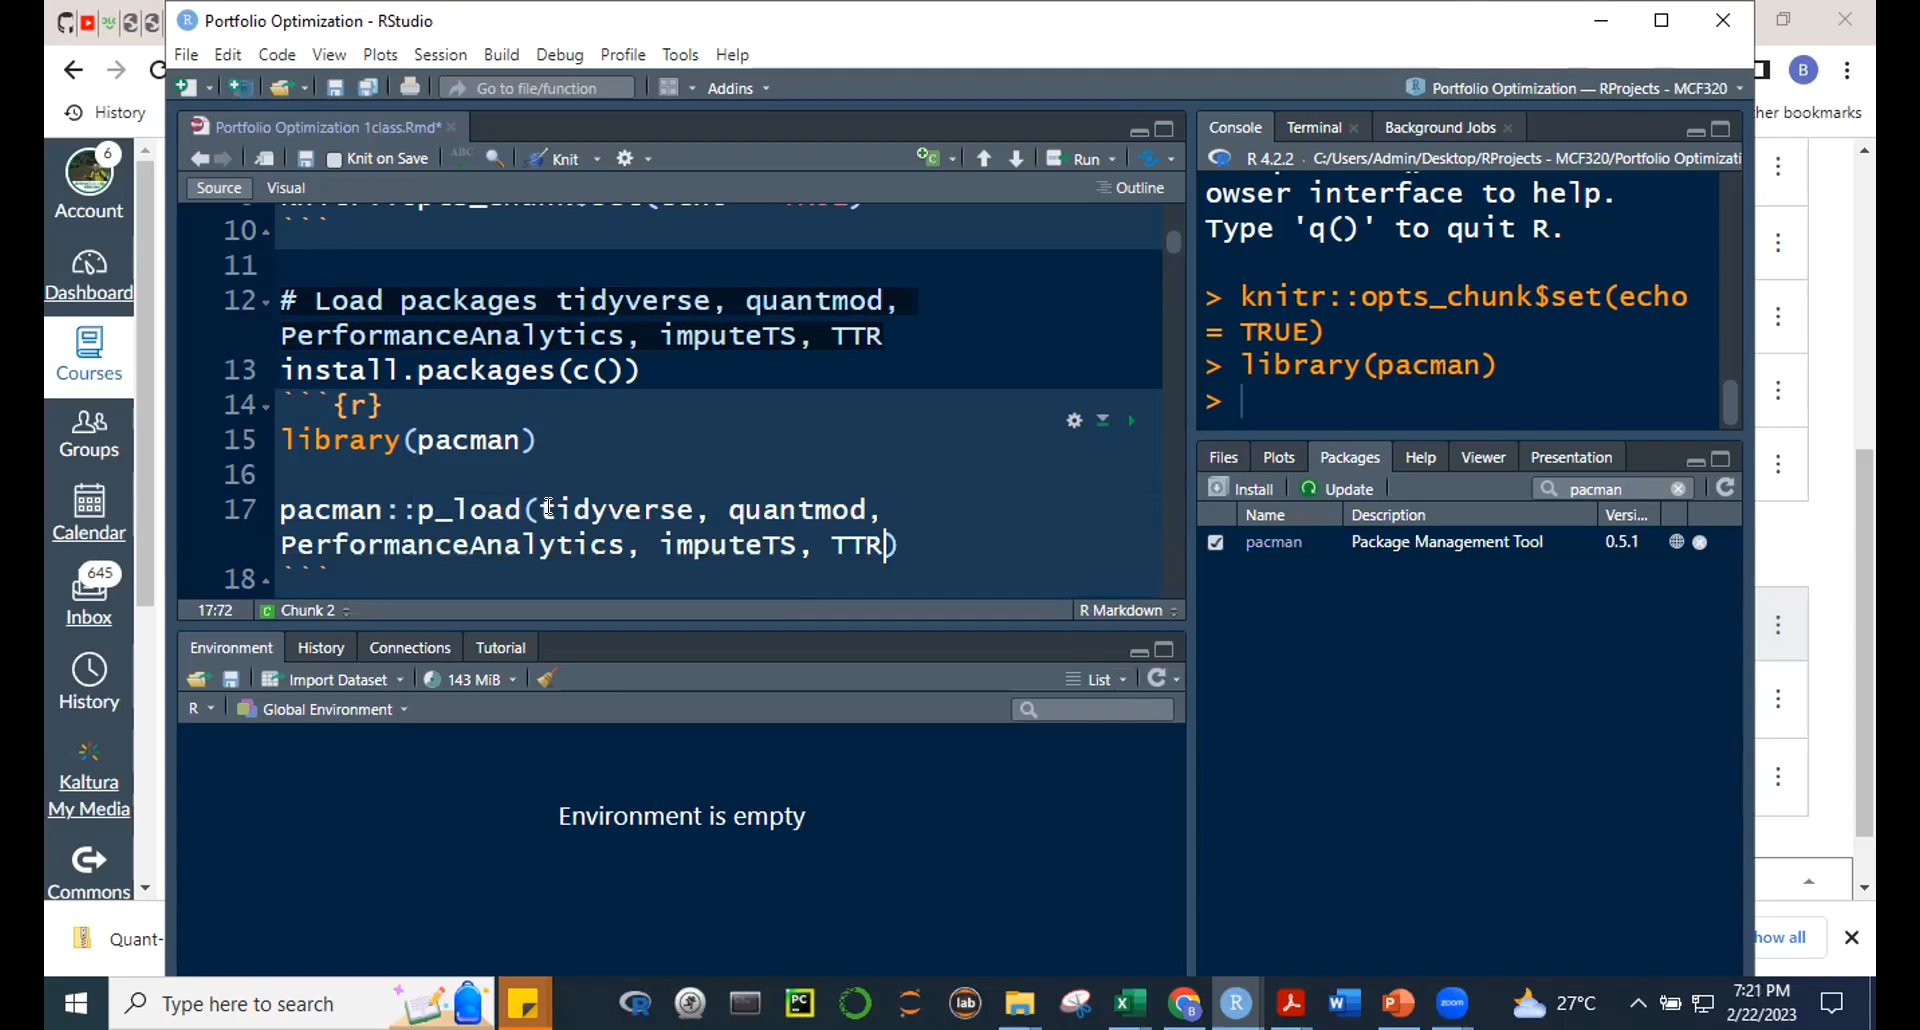 Portfolio Optimization - RStudio
File Edit Code View Plots Session Build Debug Profile Tools Help
Go to file/function Addins Portfolio Optimization — RProjects - MCF320
History
her bookmarks
Portfolio Optimization 1class.Rmd*
Knit on Save ABC Knit Run
Source Visual Outline
10 ```
11
12 # Load packages tidyverse, quantmod,
PerformanceAnalytics, imputeTS, TTR
13 install.packages(c())
14 ```{r}
15 library(pacman)
16
17 pacman::p_load(tidyverse, quantmod,
PerformanceAnalytics, imputeTS, TTR)
18 ```
17:72 Chunk 2 R Markdown
Console Terminal Background Jobs
R 4.2.2 · C:/Users/Admin/Desktop/RProjects - MCF320/Portfolio Optimizati
owser interface to help.
Type 'q()' to quit R.
> knitr::opts_chunk$set(echo
= TRUE)
> library(pacman)
>
Files Plots Packages Help Viewer Presentation
Install Update pacman
Name Description Versi...
pacman Package Management Tool 0.5.1
Environment History Connections Tutorial
Import Dataset 143 MiB List
R Global Environment
Environment is empty
6
Account
Dashboard
Courses
Groups
Calendar
645
Inbox
History
Kaltura
My Media
Commons
B
Quant-
how all
Type here to search
PC
lab
zoom
27°C
7:21 PM
2/22/2023